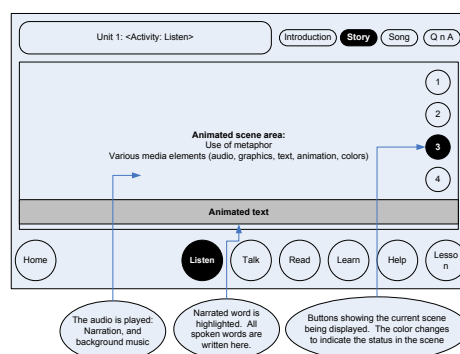 Unit 1: <Activity: Listen>
Introduction
Story
Song
Q n A
1
2
3
4
Animated scene area:
Use of metaphor
Various media elements (audio, graphics, text, animation, colors)
Animated text
Home
Listen
Talk
Read
Learn
Help
Lesso
n
The audio is played:
Narration, and
background music
Narrated word is
highlighted. All
spoken words are
written here.
Buttons showing the current scene
being displayed. The color changes
to indicate the status in the scene